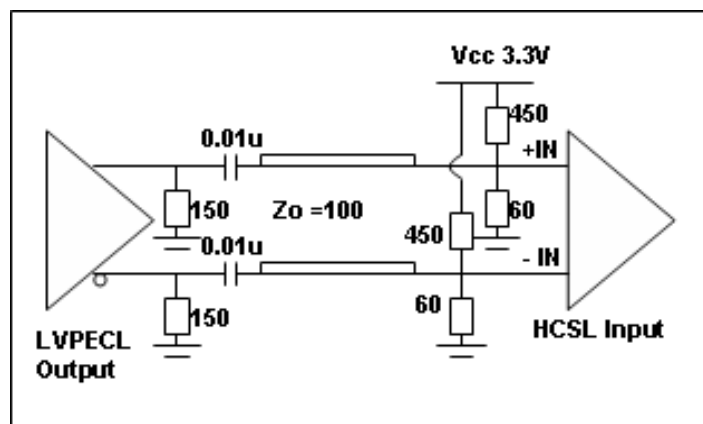 Vcc 3.3V
450
0.01u
+IN
150
Zo =100
60
450
0.01u
- IN
150
60
LVPECL
Output
HCSL Input